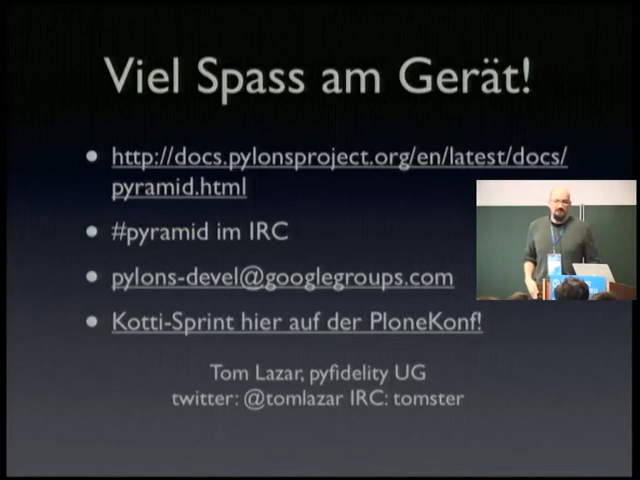 Viel Spass am Gerät!
http://docs.pylonsproject.org/en/latest/docs/
pyramid.html
#pyramid im IRC
pylons-devel@googlegroups.com
Kotti-Sprint hier auf der PloneKonf!
Tom Lazar, pyfidelity UG
twitter: @tomlazar IRC: tomster